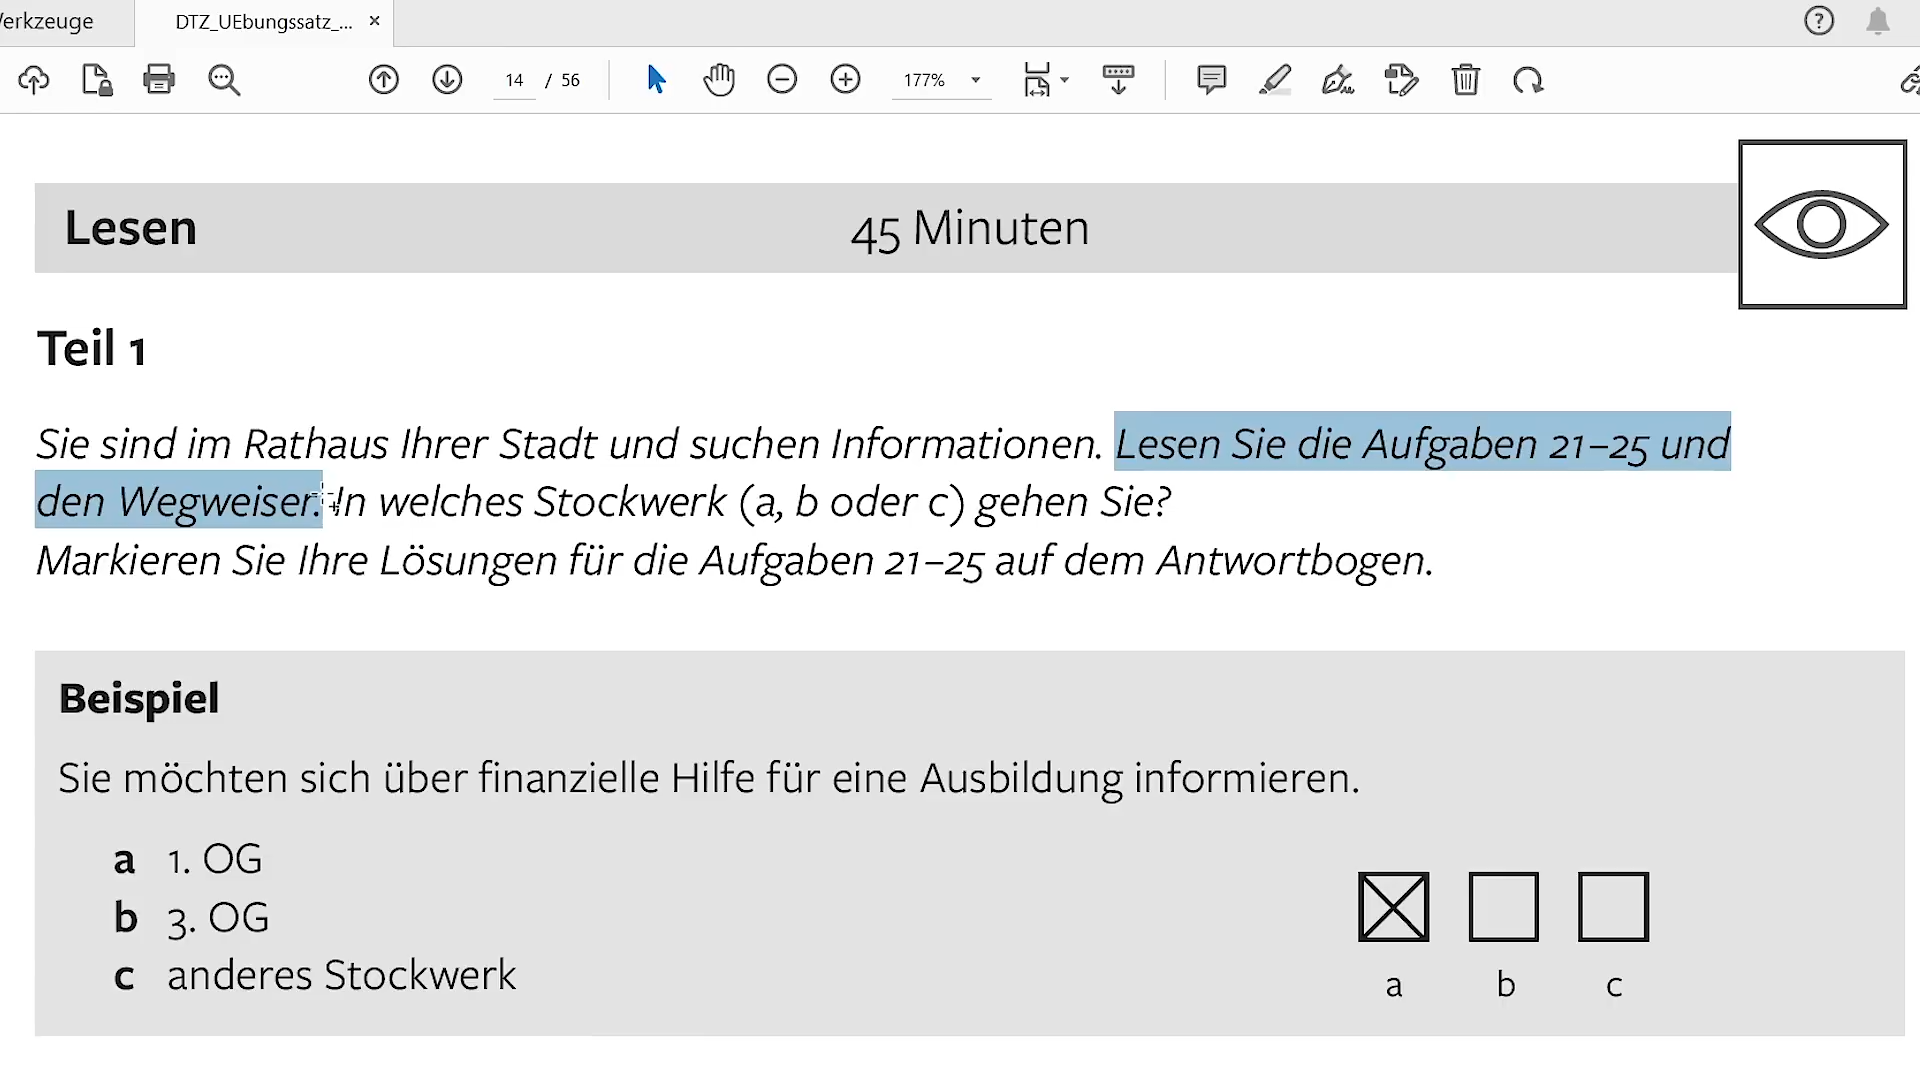 erkzeuge
DTZ_UEbungssatz_... ×
14 / 56
177%
Lesen 45 Minuten
Teil 1
Sie sind im Rathaus Ihrer Stadt und suchen Informationen. Lesen Sie die Aufgaben 21–25 und
den Wegweiser. In welches Stockwerk (a, b oder c) gehen Sie?
Markieren Sie Ihre Lösungen für die Aufgaben 21–25 auf dem Antwortbogen.
Beispiel
Sie möchten sich über finanzielle Hilfe für eine Ausbildung informieren.
a 1. OG
b 3. OG
c anderes Stockwerk
a b c